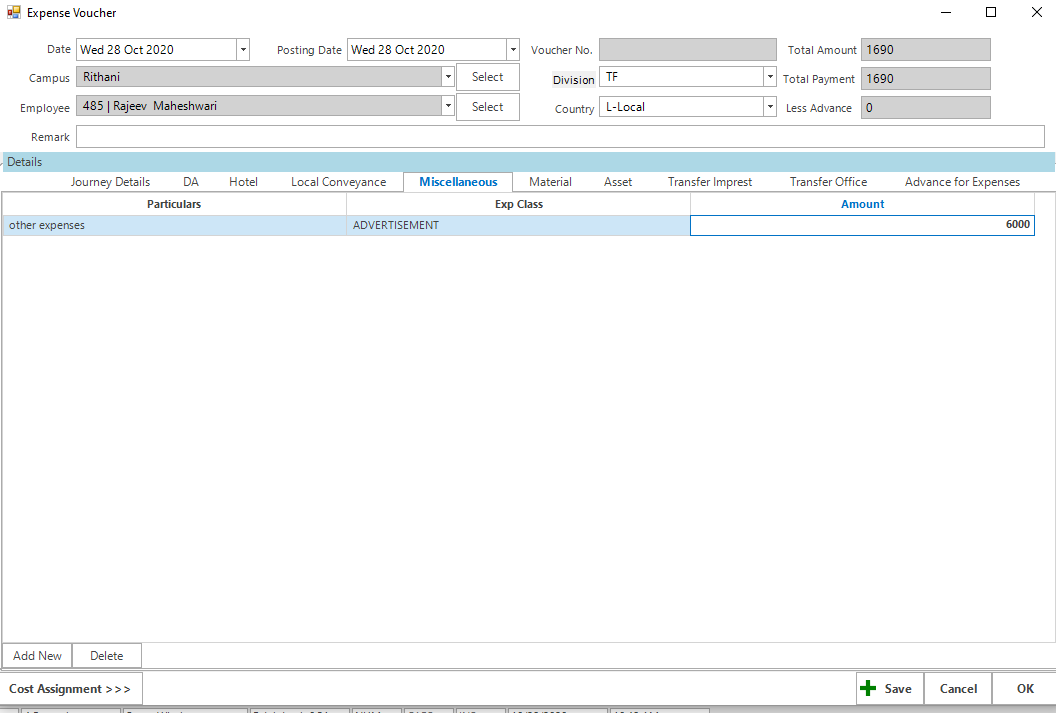 Expense Voucher
Date Wed 28 Oct 2020 Posting Date Wed 28 Oct 2020 Voucher No. Total Amount 1690
Campus Rithani Select Division TF Total Payment 1690
Employee 485 | Rajeev Maheshwari Select Country L-Local Less Advance 0
Remark
Details
Journey Details DA Hotel Local Conveyance Miscellaneous Material Asset Transfer Imprest Transfer Office Advance for Expenses
Particulars Exp Class Amount
other expenses ADVERTISEMENT 6000
Add New Delete
Cost Assignment >>> Save Cancel OK